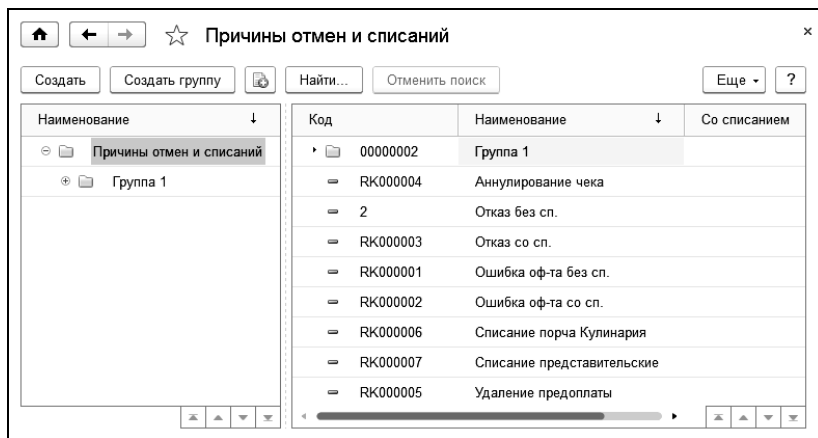 Причины отмен и списаний
Создать Создать группу Найти... Отменить поиск Еще ?
Наименование Код Наименование Со списанием
Причины отмен и списаний 00000002 Группа 1
Группа 1 RK000004 Аннулирование чека
2 Отказ без сп.
RK000003 Отказ со сп.
RK000001 Ошибка оф-та без сп.
RK000002 Ошибка оф-та со сп.
RK000006 Списание порча Кулинария
RK000007 Списание представительские
RK000005 Удаление предоплаты